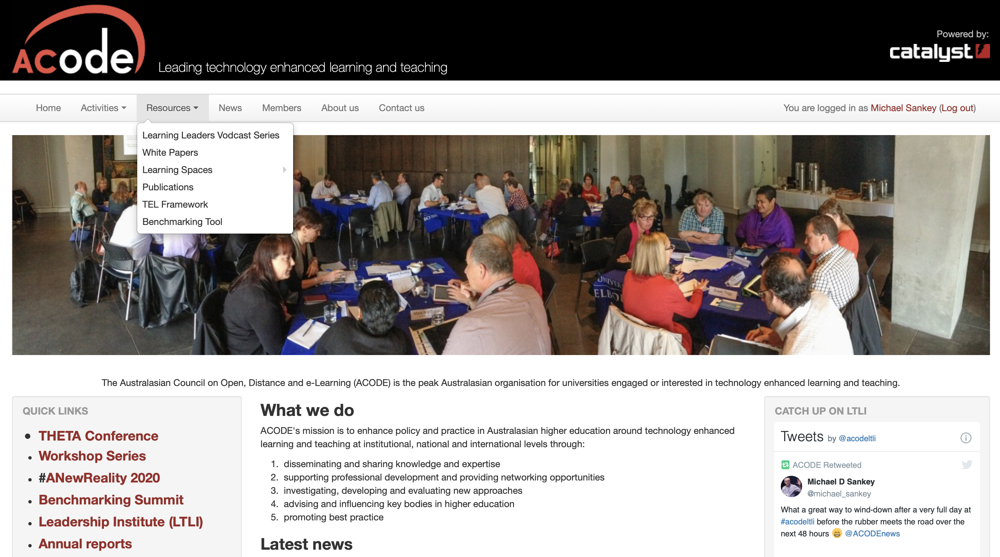 ACode
Leading technology enhanced learning and teaching
Powered by:
catalyst
Home Activities Resources News Members About us Contact us You are logged in as Michael Sankey (Log out)
Learning Leaders Vodcast Series
White Papers
Learning Spaces
Publications
TEL Framework
Benchmarking Tool
UNIVERS
ELBO
Susan Trigg
Mark
The Australasian Council on Open, Distance and e-Learning (ACODE) is the peak Australasian organisation for universities engaged or interested in technology enhanced learning and teaching.
QUICK LINKS
• THETA Conference
• Workshop Series
• #ANewReality 2020
• Benchmarking Summit
• Leadership Institute (LTLI)
• Annual reports
What we do
ACODE's mission is to enhance policy and practice in Australasian higher education around technology enhanced
learning and teaching at institutional, national and international levels through:
1. disseminating and sharing knowledge and expertise
2. supporting professional development and providing networking opportunities
3. investigating, developing and evaluating new approaches
4. advising and influencing key bodies in higher education
5. promoting best practice
Latest news
CATCH UP ON LTLI
Tweets by @acodeltli
ACODE Retweeted
Michael D Sankey
@michael_sankey
What a great way to wind-down after a very full day at
#acodeltli before the rubber meets the road over the
next 48 hours 😁 @ACODEnews